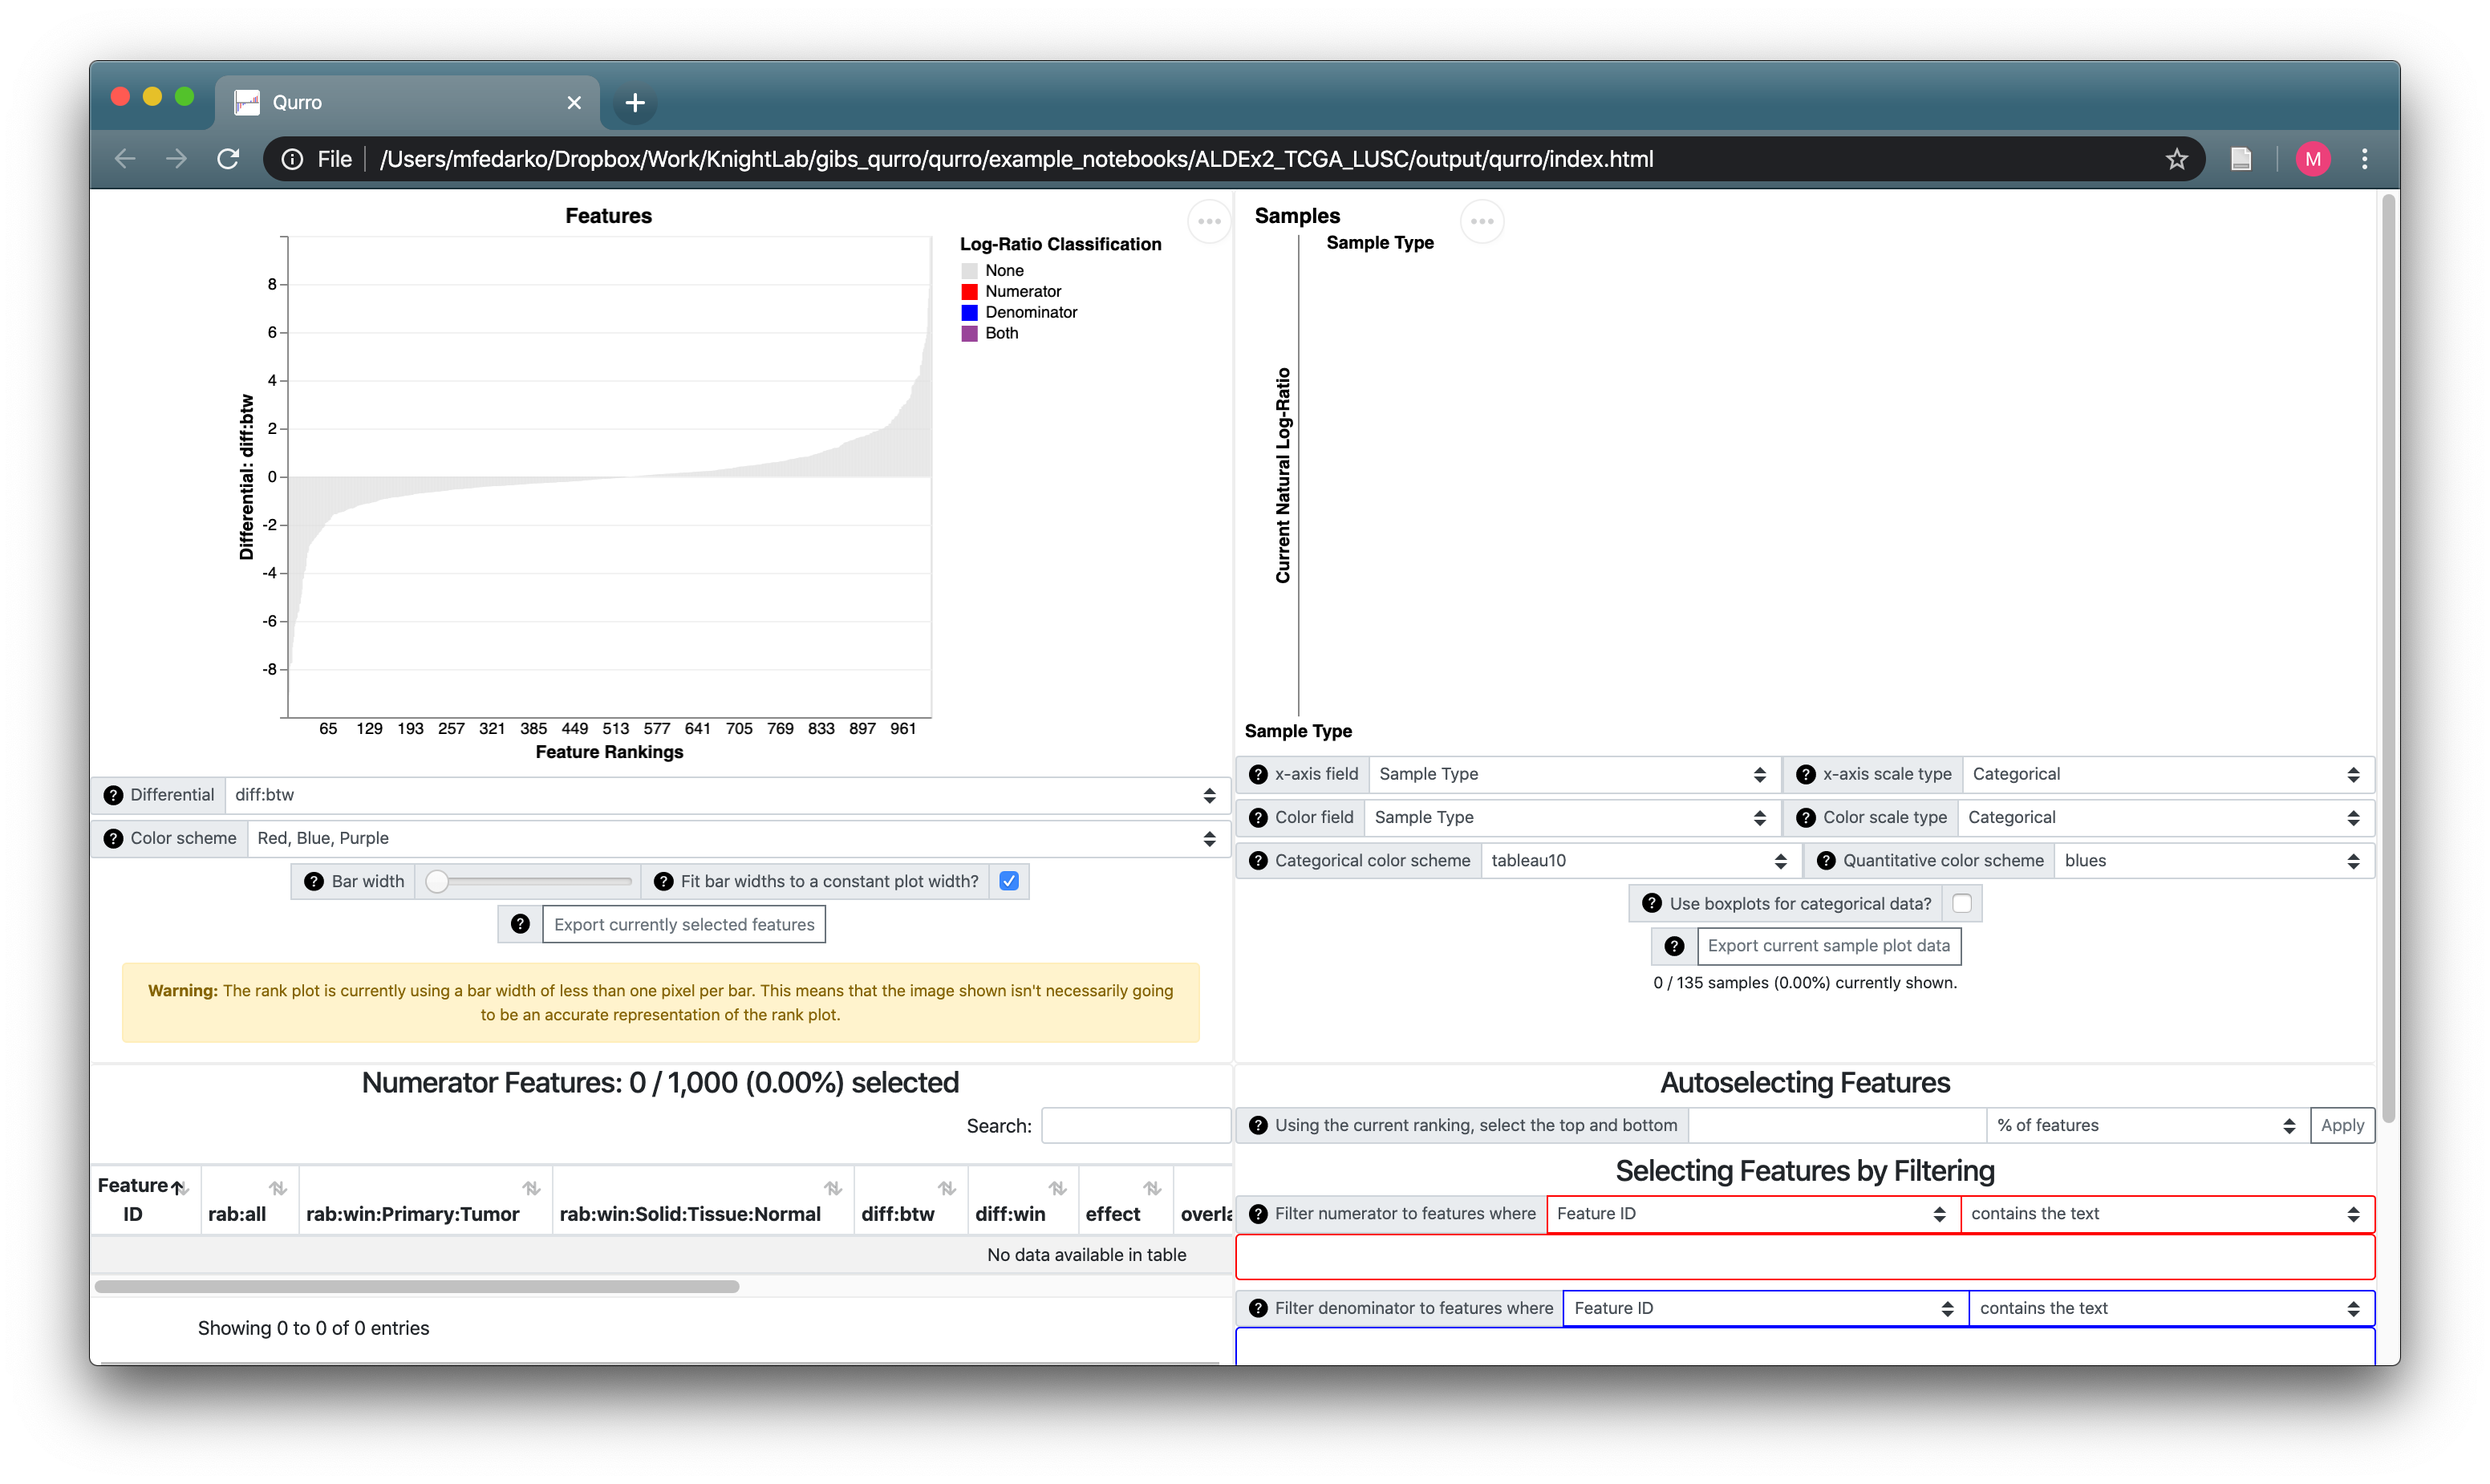 Qurro
File /Users/mfedarko/Dropbox/Work/KnightLab/gibs_qurro/qurro/example_notebooks/ALDEx2_TCGA_LUSC/output/qurro/index.html
M
Features
Log-Ratio Classification
None
Numerator
Denominator
Both
8
6
4
2
0
-2
-4
-6
-8
Differential: diff:btw
65 129 193 257 321 385 449 513 577 641 705 769 833 897 961
Feature Rankings
? Differential diff:btw
? Color scheme Red, Blue, Purple
? Bar width ? Fit bar widths to a constant plot width?
? Export currently selected features
Warning: The rank plot is currently using a bar width of less than one pixel per bar. This means that the image shown isn't necessarily going
to be an accurate representation of the rank plot.
Samples
Sample Type
Current Natural Log-Ratio
Sample Type
? x-axis field Sample Type ? x-axis scale type Categorical
? Color field Sample Type ? Color scale type Categorical
? Categorical color scheme tableau10 ? Quantitative color scheme blues
? Use boxplots for categorical data?
? Export current sample plot data
0 / 135 samples (0.00%) currently shown.
Numerator Features: 0 / 1,000 (0.00%) selected
Search:
Feature ID rab:all rab:win:Primary:Tumor rab:win:Solid:Tissue:Normal diff:btw diff:win effect overla
No data available in table
Showing 0 to 0 of 0 entries
Autoselecting Features
? Using the current ranking, select the top and bottom % of features Apply
Selecting Features by Filtering
? Filter numerator to features where Feature ID contains the text
? Filter denominator to features where Feature ID contains the text